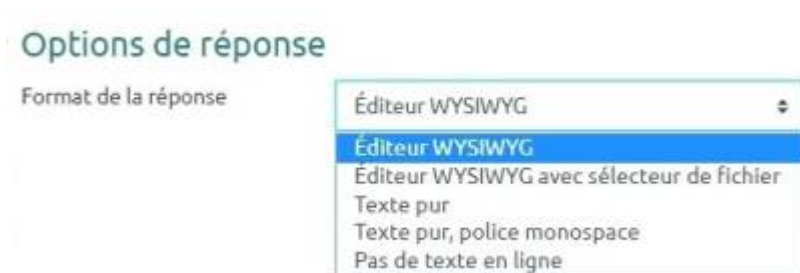 Options de réponse
Format de la réponse
Éditeur WYSIWYG
Éditeur WYSIWYG
Éditeur WYSIWYG avec sélecteur de fichier
Texte pur
Texte pur, police monospace
Pas de texte en ligne